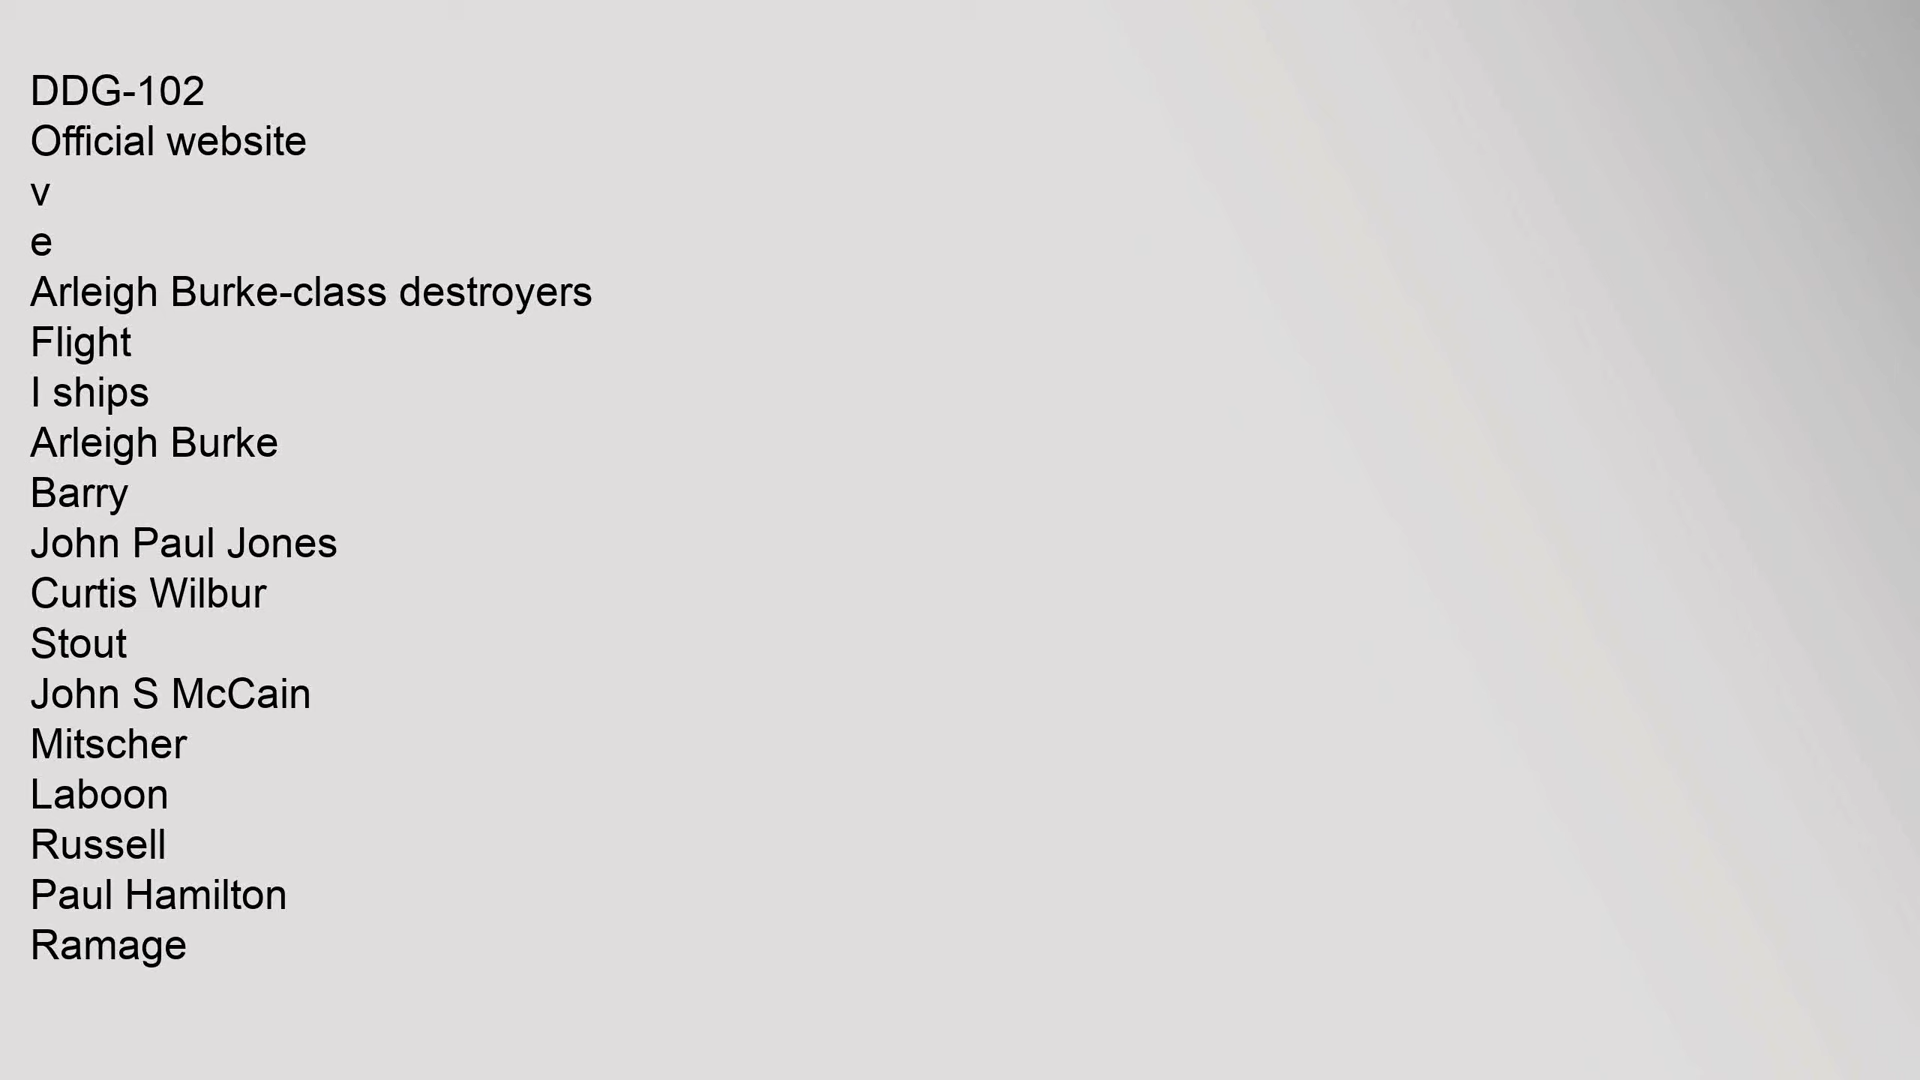 DDG-102
Official website
v
e
Arleigh Burke-class destroyers
Flight
I ships
Arleigh Burke
Barry
John Paul Jones
Curtis Wilbur
Stout
John S McCain
Mitscher
Laboon
Russell
Paul Hamilton
Ramage